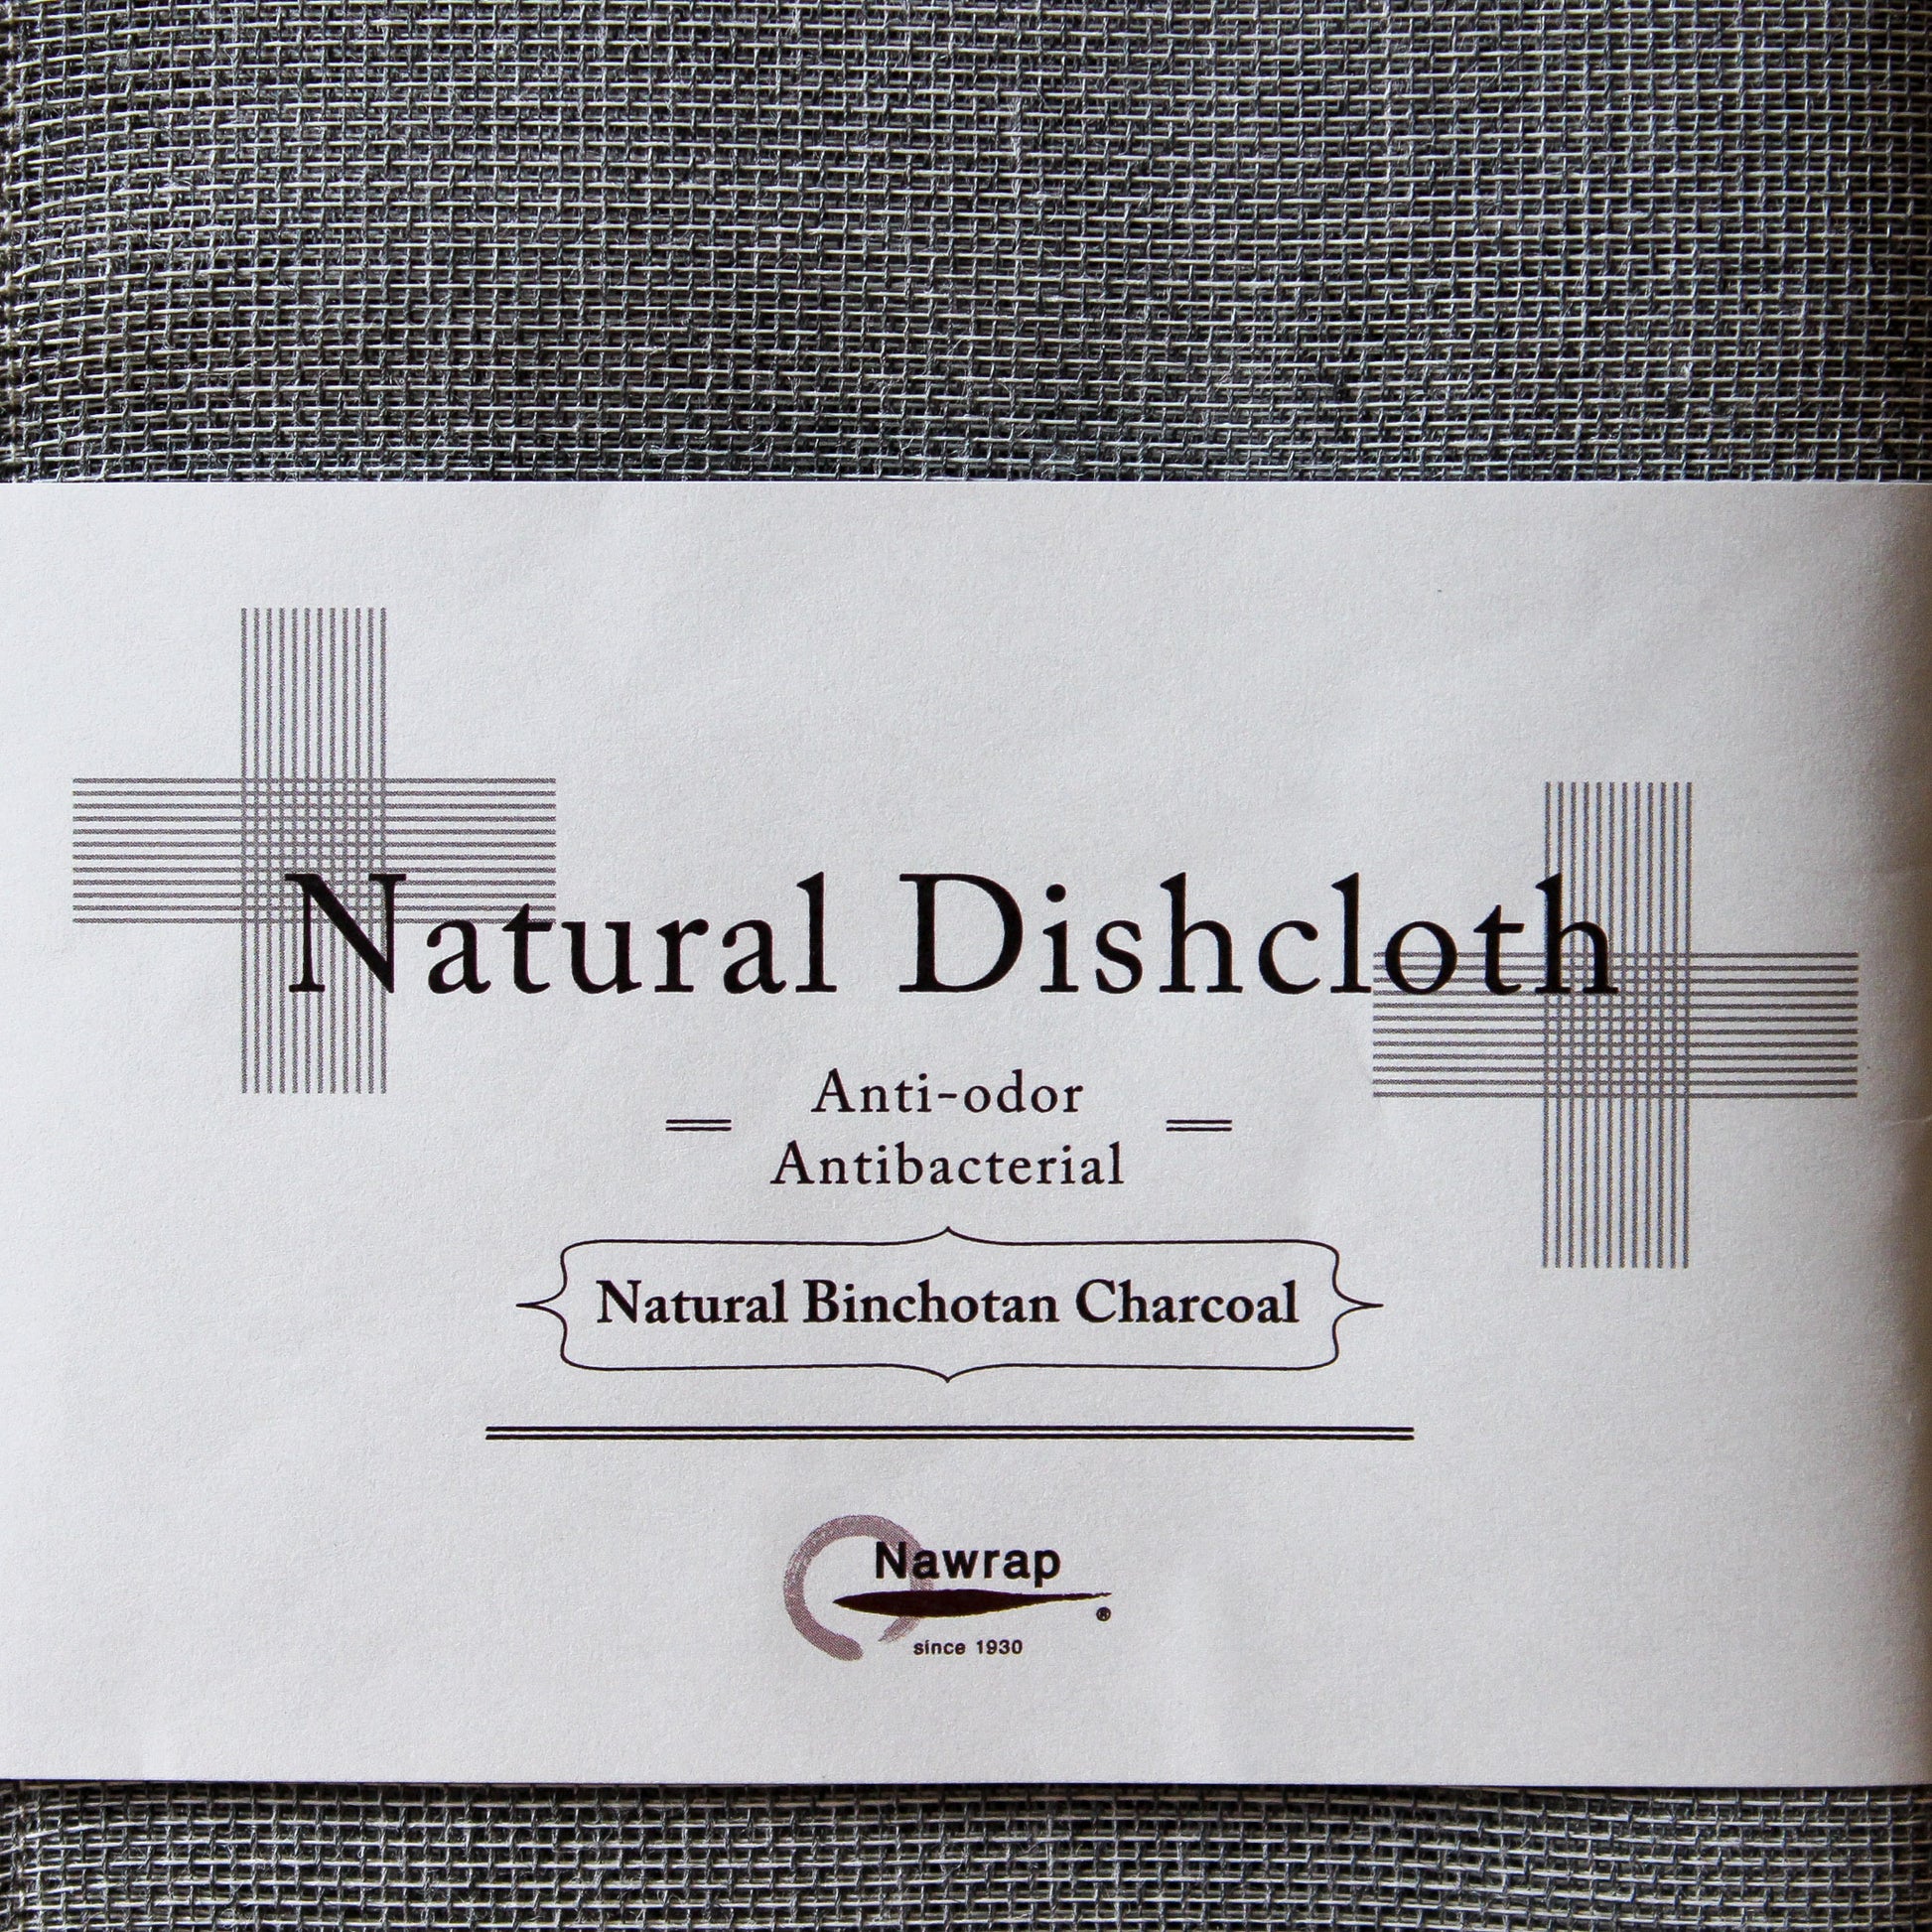 Natural Dishcloth
Anti-odor
Antibacterial
Natural Binchotan Charcoal
Nawrap
®
since 1930